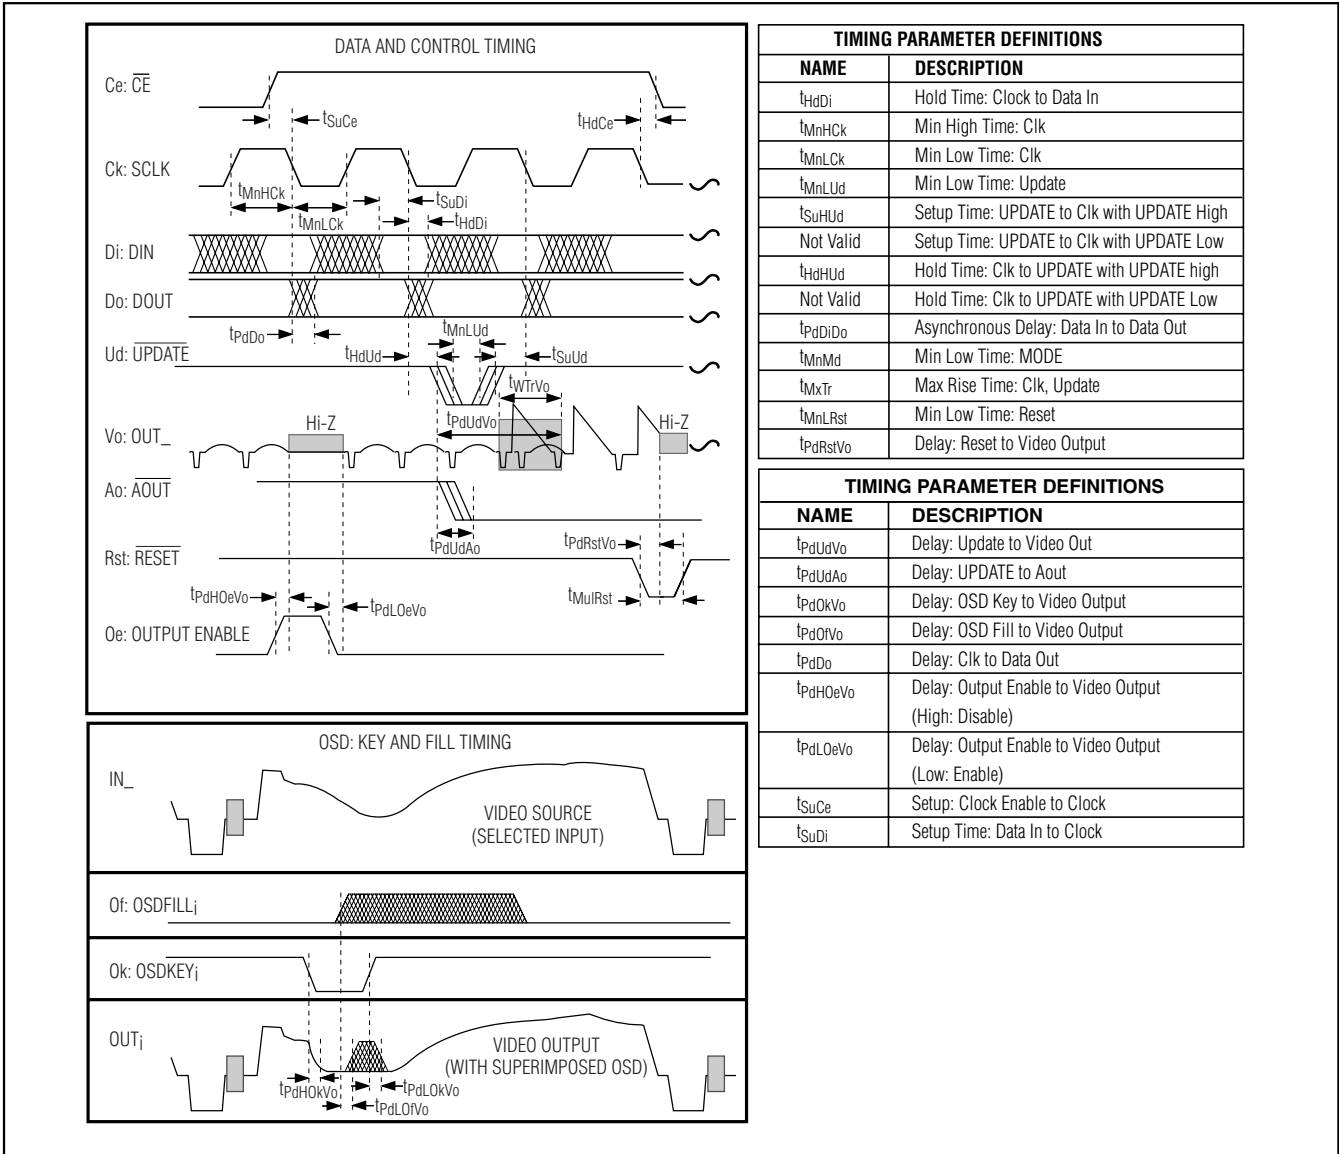 DATA AND CONTROL TIMING
Ce: CE
tSuCe
tHdCe
Ck: SCLK
tMnHCk
tMnLCk
tSuDi
tHdDi
Di: DIN
Do: DOUT
tPdDo
tMnLUd
Ud: UPDATE
tHdUd
tSuUd
tWTrVo
tPdUdVo
Vo: OUT_
Hi-Z
Hi-Z
Ao: AOUT
tPdUdAo
tPdRstVo
Rst: RESET
tMulRst
tPdHOeVo
tPdLOeVo
Oe: OUTPUT ENABLE
OSD: KEY AND FILL TIMING
IN_
VIDEO SOURCE
(SELECTED INPUT)
Of: OSDFILLi
Ok: OSDKEYi
OUTi
VIDEO OUTPUT
(WITH SUPERIMPOSED OSD)
tPdHOkVo
tPdLOkVo
tPdLOfVo
TIMING PARAMETER DEFINITIONS
NAME DESCRIPTION
tHdDi Hold Time: Clock to Data In
tMnHCk Min High Time: Clk
tMnLCk Min Low Time: Clk
tMnLUd Min Low Time: Update
tSuHUd Setup Time: UPDATE to Clk with UPDATE High
Not Valid Setup Time: UPDATE to Clk with UPDATE Low
tHdHUd Hold Time: Clk to UPDATE with UPDATE high
Not Valid Hold Time: Clk to UPDATE with UPDATE Low
tPdDiDo Asynchronous Delay: Data In to Data Out
tMnMd Min Low Time: MODE
tMxTr Max Rise Time: Clk, Update
tMnLRst Min Low Time: Reset
tPdRstVo Delay: Reset to Video Output
TIMING PARAMETER DEFINITIONS
NAME DESCRIPTION
tPdUdVo Delay: Update to Video Out
tPdUdAo Delay: UPDATE to Aout
tPdOkVo Delay: OSD Key to Video Output
tPdOfVo Delay: OSD Fill to Video Output
tPdDo Delay: Clk to Data Out
tPdHOeVo Delay: Output Enable to Video Output
(High: Disable)
tPdLOeVo Delay: Output Enable to Video Output
(Low: Enable)
tSuCe Setup: Clock Enable to Clock
tSuDi Setup Time: Data In to Clock